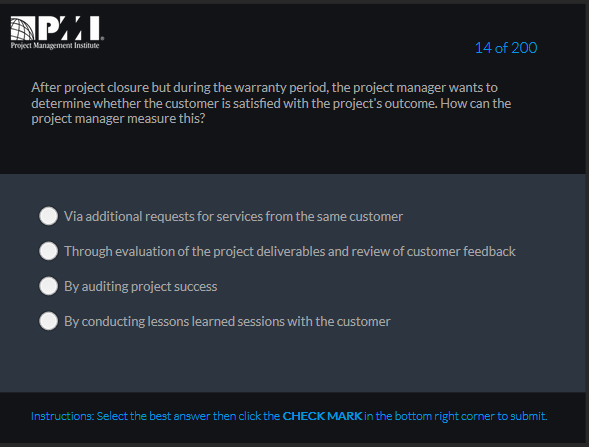 PMI.
Project Management Institute
14 of 200
After project closure but during the warranty period, the project manager wants to
determine whether the customer is satisfied with the project's outcome. How can the
project manager measure this?
Via additional requests for services from the same customer
Through evaluation of the project deliverables and review of customer feedback
By auditing project success
By conducting lessons learned sessions with the customer
Instructions: Select the best answer then click the CHECK MARK in the bottom right corner to submit.